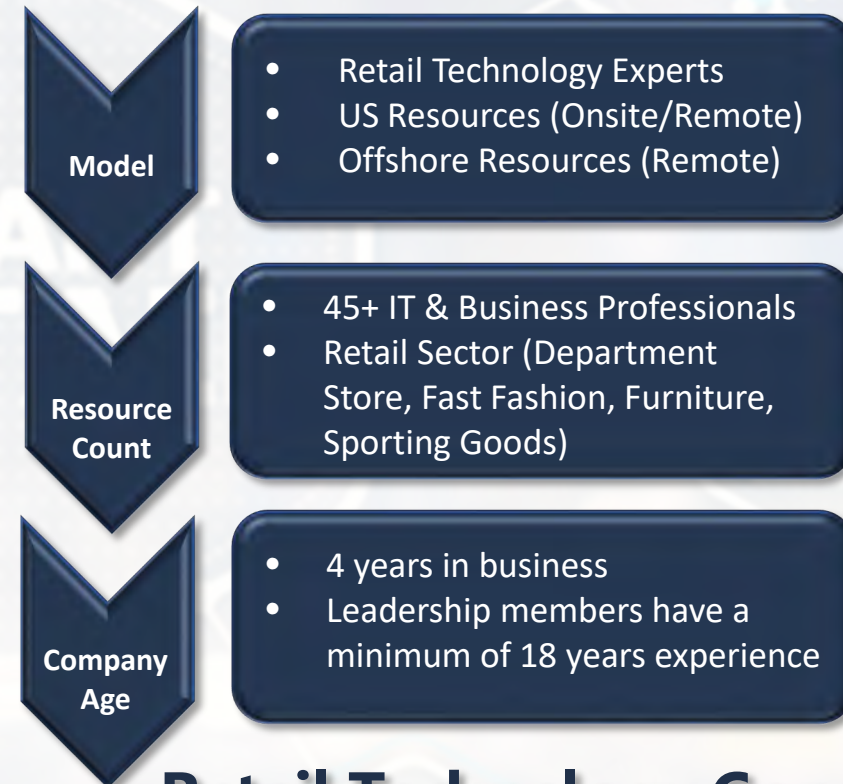 Model
• Retail Technology Experts
• US Resources (Onsite/Remote)
• Offshore Resources (Remote)
Resource
Count
• 45+ IT & Business Professionals
• Retail Sector (Department
Store, Fast Fashion, Furniture,
Sporting Goods)
Company
Age
• 4 years in business
• Leadership members have a
minimum of 18 years experience